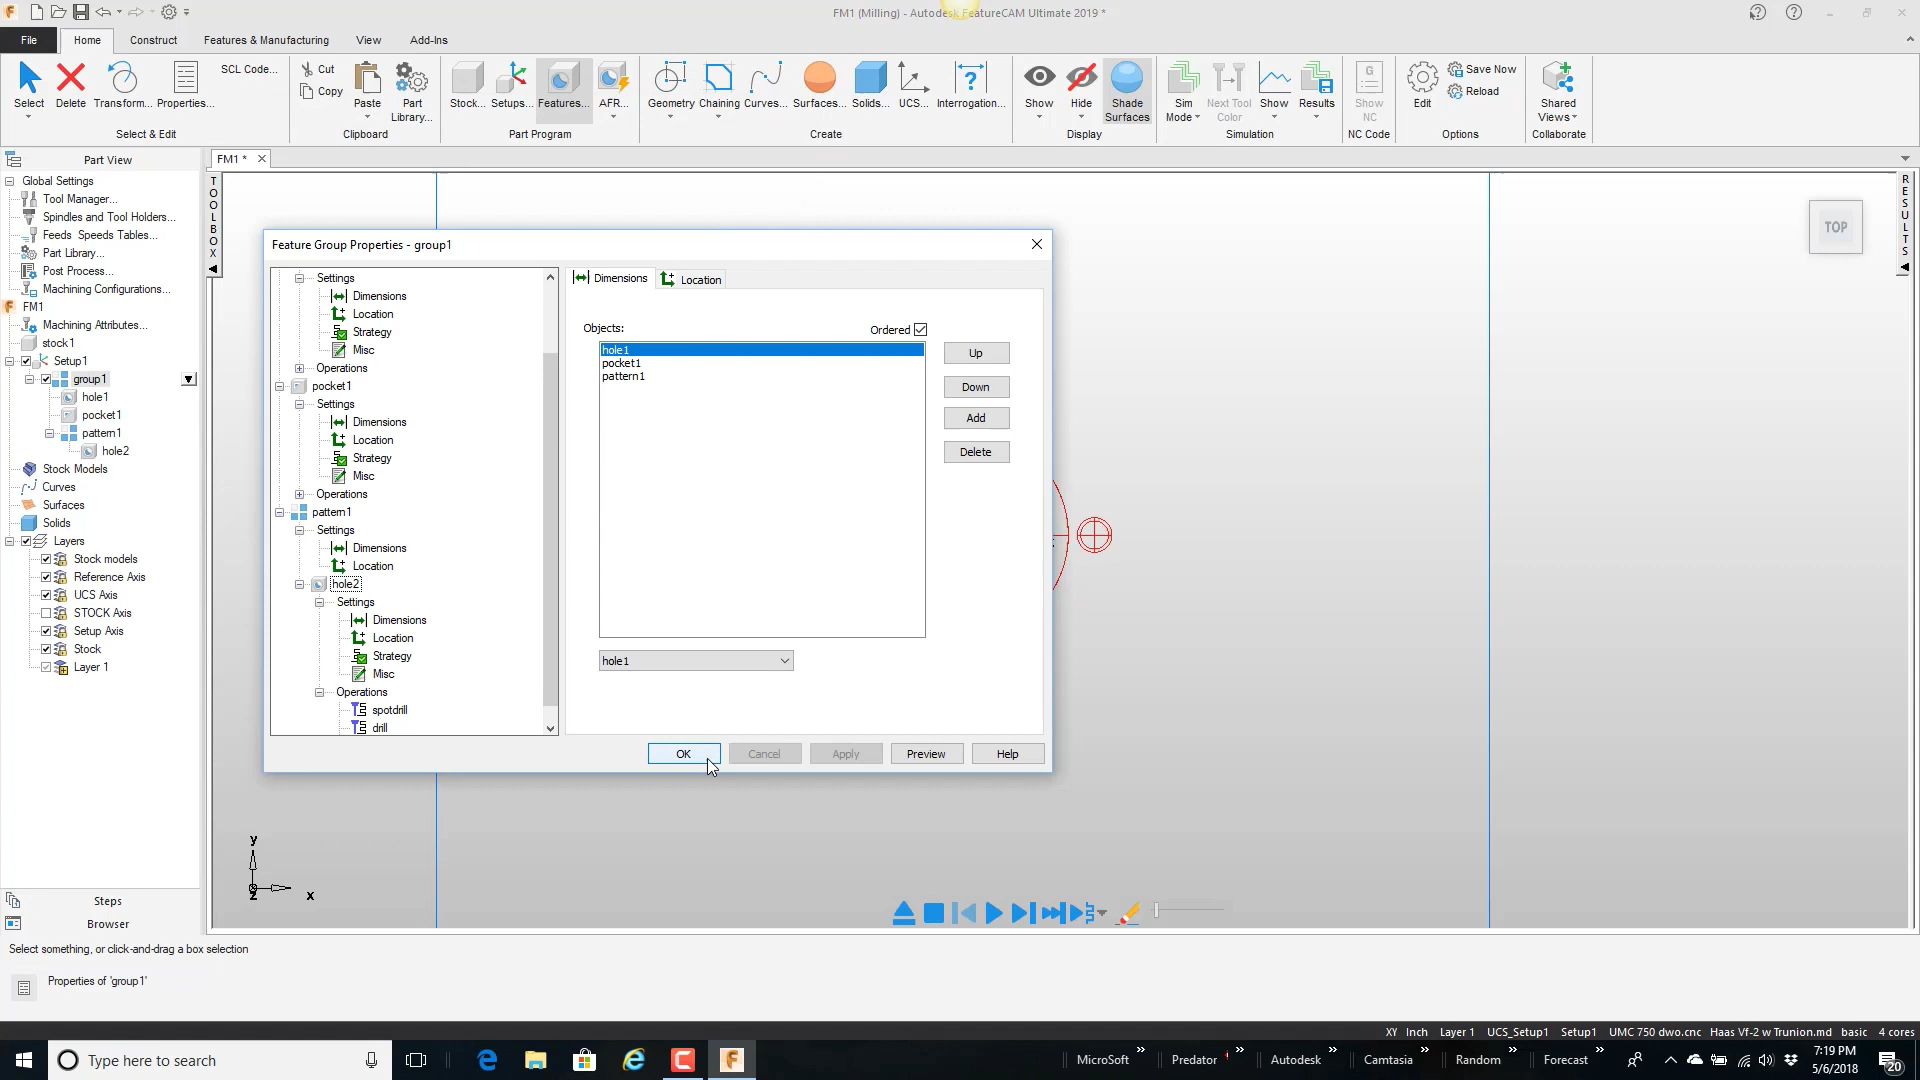 FM1 (Milling) - Autodesk FeatureCAM Ultimate 2019 *
File Home Construct Features & Manufacturing View Add-Ins
Select Delete Transform... Properties... SCL Code...
Cut Copy Paste Part Library...
Stock... Setups... Features... AFR...
Geometry Chaining Curves... Surfaces... Solids... UCS... Interrogation...
Show Hide Shade Surfaces
Sim Mode Next Tool Color Show Results
Show NC
Edit Save Now Reload
Shared Views
Select & Edit Clipboard Part Program Create Display Simulation NC Code Options Collaborate
Part View
FM1 *
Global Settings
Tool Manager...
Spindles and Tool Holders...
Feeds Speeds Tables...
Part Library...
Post Process...
Machining Configurations...
FM1
Machining Attributes...
stock1
Setup1
group1
hole1
pocket1
pattern1
hole2
Stock Models
Curves
Surfaces
Solids
Layers
Stock models
Reference Axis
UCS Axis
STOCK Axis
Setup Axis
Stock
Layer 1
Steps
Browser
TOOLBOX
Feature Group Properties - group1
Settings
Dimensions
Location
Strategy
Misc
Operations
pocket1
Settings
Dimensions
Location
Strategy
Misc
Operations
pattern1
Settings
Dimensions
Location
hole2
Settings
Dimensions
Location
Strategy
Misc
Operations
spotdrill
drill
Dimensions Location
Objects: Ordered
hole1
pocket1
pattern1
Up
Down
Add
Delete
hole1
OK Cancel Apply Preview Help
TOP
RESULTS
y
z x
Select something, or click-and-drag a box selection
Properties of 'group1'
XY Inch Layer 1 UCS_Setup1 Setup1 UMC 750 dwo.cnc Haas Vf-2 w Trunion.md basic 4 cores
Type here to search
MicroSoft Predator Autodesk Camtasia Random Forecast
7:19 PM
5/6/2018
20